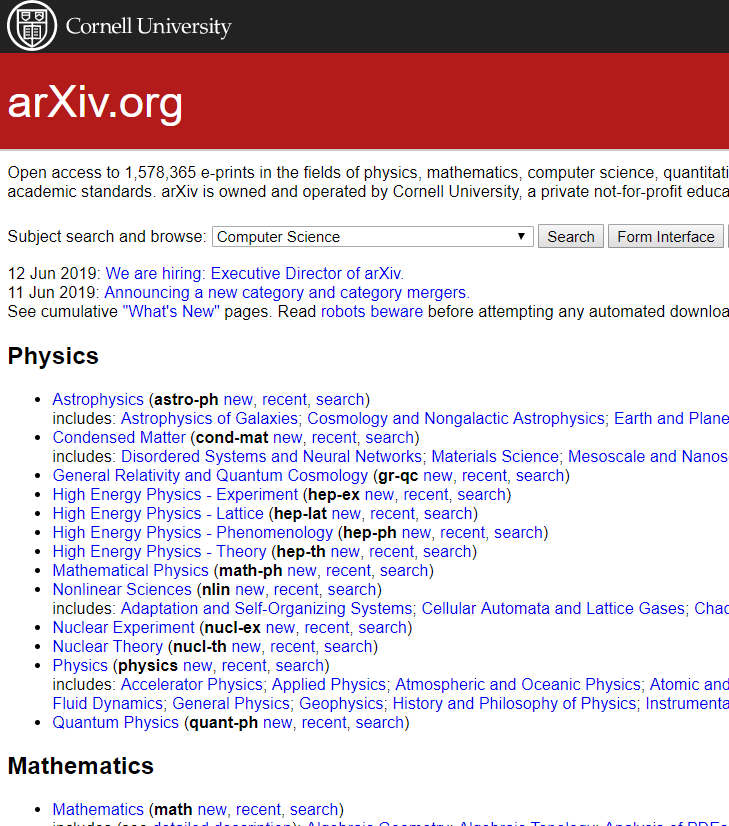 Cornell University
arXiv.org
Open access to 1,578,365 e-prints in the fields of physics, mathematics, computer science, quantitati
academic standards. arXiv is owned and operated by Cornell University, a private not-for-profit educa
Subject search and browse: Computer Science Search Form Interface
12 Jun 2019: We are hiring: Executive Director of arXiv.
11 Jun 2019: Announcing a new category and category mergers.
See cumulative "What's New" pages. Read robots beware before attempting any automated downloa
Physics
• Astrophysics (astro-ph new, recent, search)
includes: Astrophysics of Galaxies; Cosmology and Nongalactic Astrophysics; Earth and Plane
• Condensed Matter (cond-mat new, recent, search)
includes: Disordered Systems and Neural Networks; Materials Science; Mesoscale and Nanos
• General Relativity and Quantum Cosmology (gr-qc new, recent, search)
• High Energy Physics - Experiment (hep-ex new, recent, search)
• High Energy Physics - Lattice (hep-lat new, recent, search)
• High Energy Physics - Phenomenology (hep-ph new, recent, search)
• High Energy Physics - Theory (hep-th new, recent, search)
• Mathematical Physics (math-ph new, recent, search)
• Nonlinear Sciences (nlin new, recent, search)
includes: Adaptation and Self-Organizing Systems; Cellular Automata and Lattice Gases; Chao
• Nuclear Experiment (nucl-ex new, recent, search)
• Nuclear Theory (nucl-th new, recent, search)
• Physics (physics new, recent, search)
includes: Accelerator Physics; Applied Physics; Atmospheric and Oceanic Physics; Atomic and
Fluid Dynamics; General Physics; Geophysics; History and Philosophy of Physics; Instrumenta
• Quantum Physics (quant-ph new, recent, search)
Mathematics
• Mathematics (math new, recent, search)
includes (see detailed description): Algebraic Geometry; Algebraic Topology; Analysis of PDEs